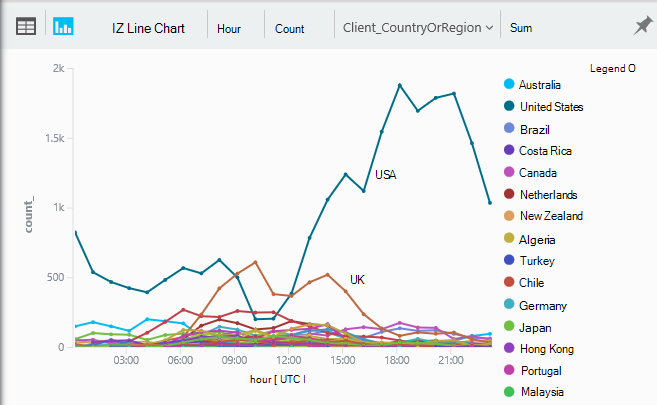 IZ Line Chart Hour Count Client_CountryOrRegion Sum
Legend O
2k
1.5k
1k
500
0
count_
USA
UK
03:00 06:00 09:00 12:00 15:00 18:00 21:00
hour [ UTC I
Australia
United States
Brazil
Costa Rica
Canada
Netherlands
New Zealand
Algeria
Turkey
Chile
Germany
Japan
Hong Kong
Portugal
Malaysia